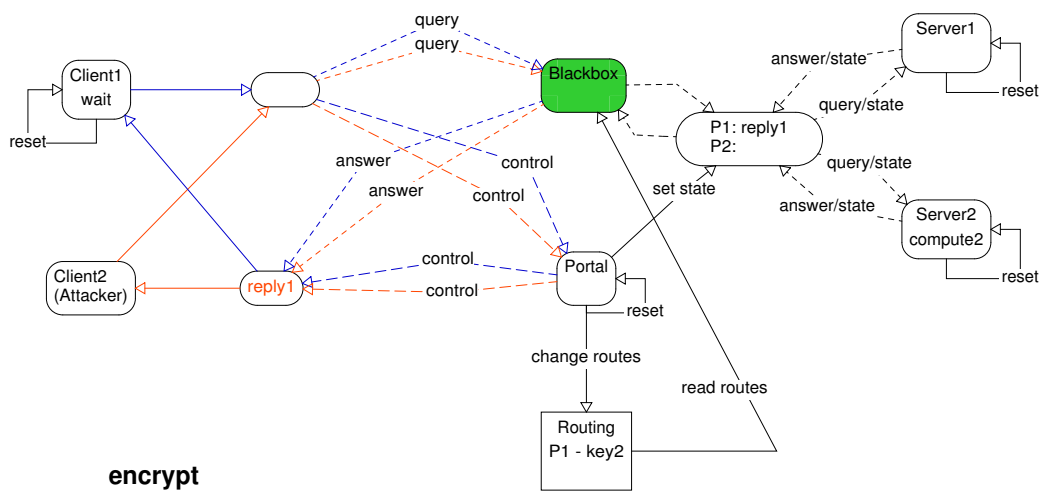 query
query
Server1
answer/state
reset
Client1
wait
Blackbox
query/state
reset
P1: reply1
P2:
answer
control
query/state
answer
control
set state
answer/state
Server2
compute2
Client2
(Attacker)
reply1
control
control
Portal
reset
reset
change routes
read routes
Routing
P1 - key2
encrypt